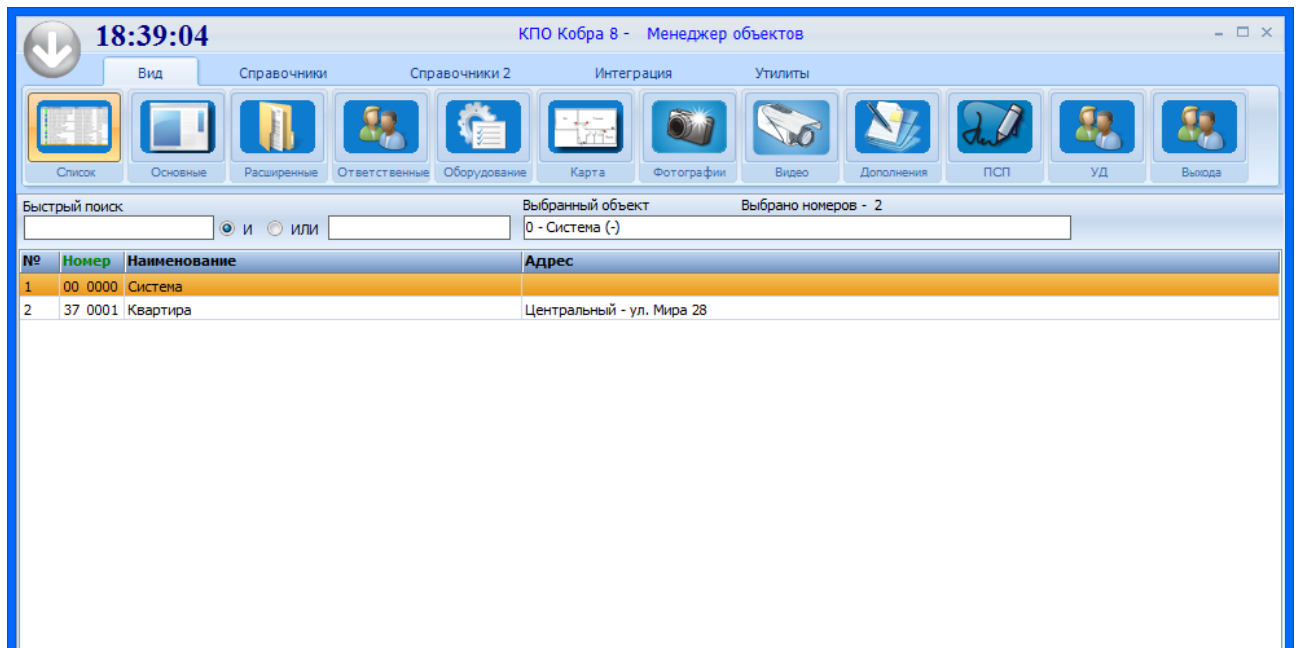 18:39:04 КПО Кобра 8 - Менеджер объектов
Вид Справочники Справочники 2 Интеграция Утилиты
Список Основные Расширенные Ответственные Оборудование Карта Фотографии Видео Дополнения ПСП УД Выхода
Быстрый поиск Выбранный объект Выбрано номеров - 2
и или 0 - Система (-)
№ Номер Наименование Адрес
1 00 0000 Система
2 37 0001 Квартира Центральный - ул. Мира 28